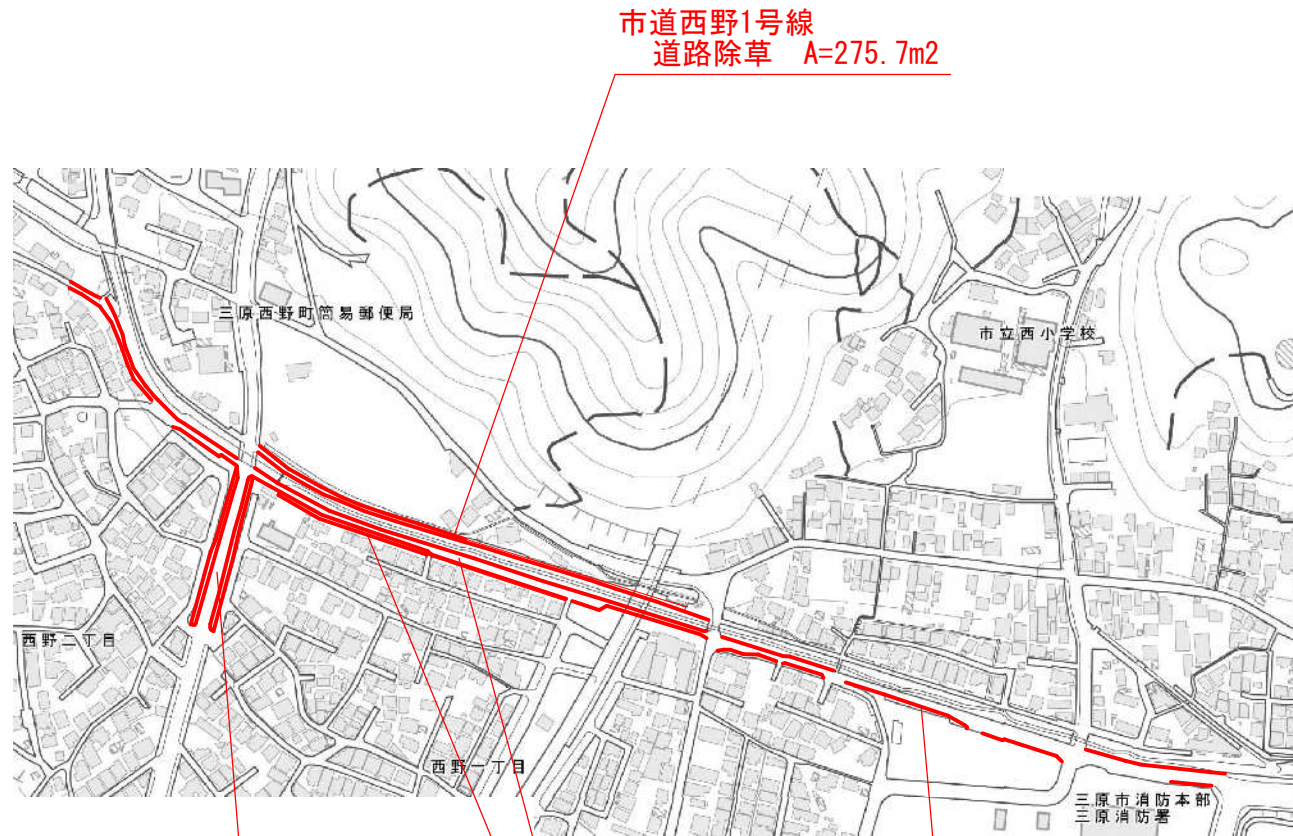 市道西野1号線
道路除草 A=275.7m2
三原西野町簡易郵便局
市立西小学校
西野二丁目
西野一丁目
三原市消防本部
三原消防署